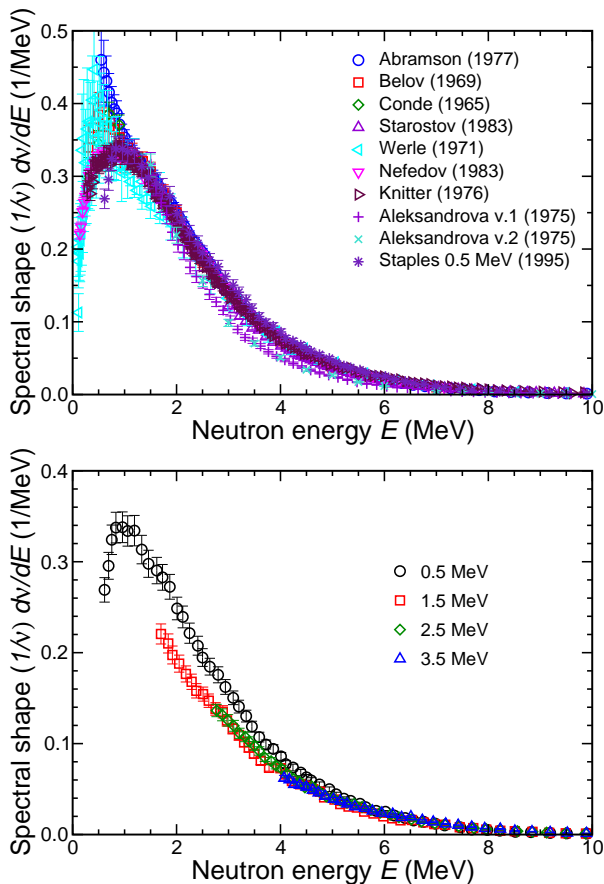 0.5
0.4
0.3
0.2
0.1
0.0
Spectral shape (1/ν) dν/dE (1/MeV)
Abramson (1977)
Belov (1969)
Conde (1965)
Starostov (1983)
Werle (1971)
Nefedov (1983)
Knitter (1976)
Aleksandrova v.1 (1975)
Aleksandrova v.2 (1975)
Staples 0.5 MeV (1995)
0 2 4 6 8 10
Neutron energy E (MeV)
0.4
0.3
0.2
0.1
0.0
Spectral shape (1/ν) dν/dE (1/MeV)
0.5 MeV
1.5 MeV
2.5 MeV
3.5 MeV
0 2 4 6 8 10
Neutron energy E (MeV)